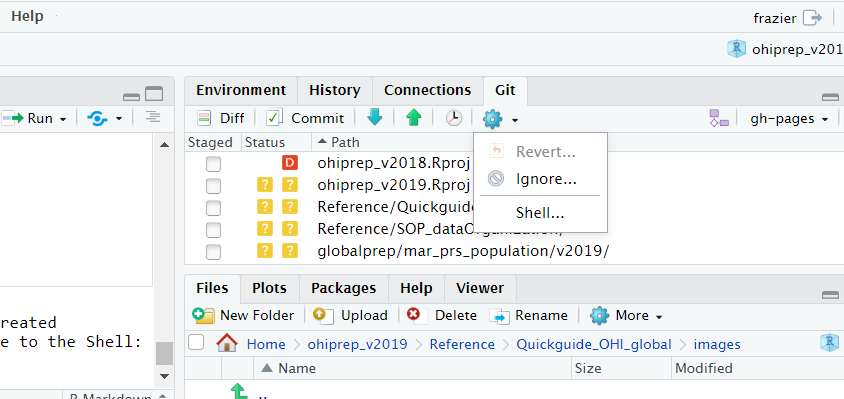 Help
frazier
ohiprep_v201
Environment History Connections Git
Run
Diff Commit gh-pages
Staged Status Path
Revert...
D ohiprep_v2018.Rproj
Ignore...
? ? ohiprep_v2019.Rproj
? ? Reference/Quickguide
Shell...
? ? Reference/SOP_dataOrganization/
? ? globalprep/mar_prs_population/v2019/
Files Plots Packages Help Viewer
New Folder Upload Delete Rename More
reated
e to the Shell:
Home ohiprep_v2019 Reference Quickguide_OHI_global images
Name Size Modified
R Markdown